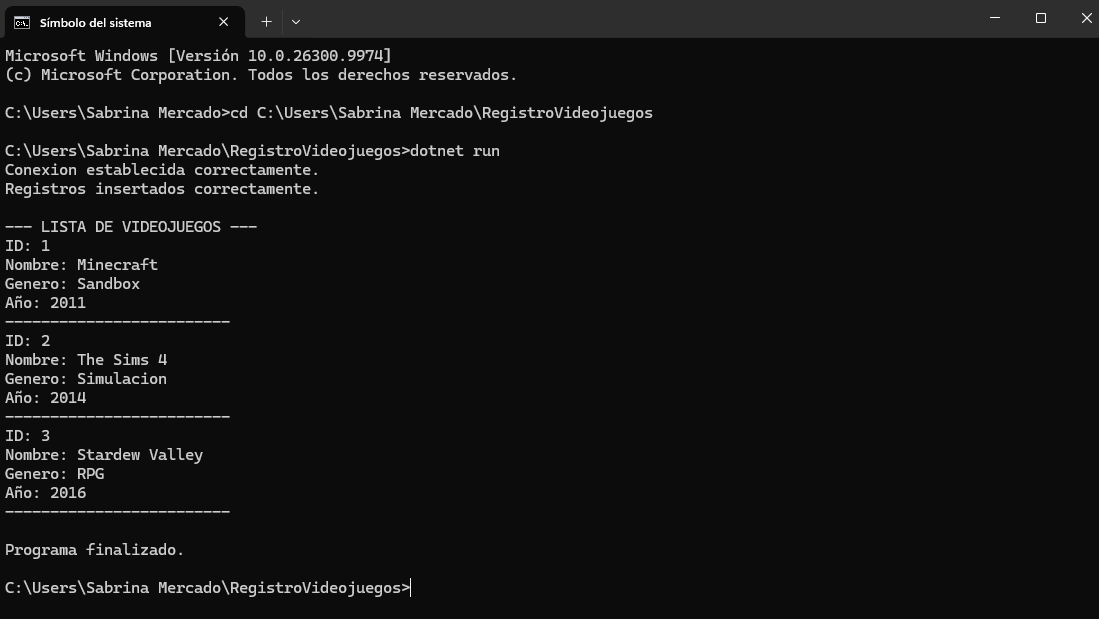 Símbolo del sistema
Microsoft Windows [Versión 10.0.26300.9974]
(c) Microsoft Corporation. Todos los derechos reservados.
C:\Users\Sabrina Mercado>cd C:\Users\Sabrina Mercado\RegistroVideojuegos
C:\Users\Sabrina Mercado\RegistroVideojuegos>dotnet run
Conexion establecida correctamente.
Registros insertados correctamente.
--- LISTA DE VIDEOJUEGOS ---
ID: 1
Nombre: Minecraft
Genero: Sandbox
Año: 2011
-------------------------
ID: 2
Nombre: The Sims 4
Genero: Simulacion
Año: 2014
-------------------------
ID: 3
Nombre: Stardew Valley
Genero: RPG
Año: 2016
-------------------------
Programa finalizado.
C:\Users\Sabrina Mercado\RegistroVideojuegos>